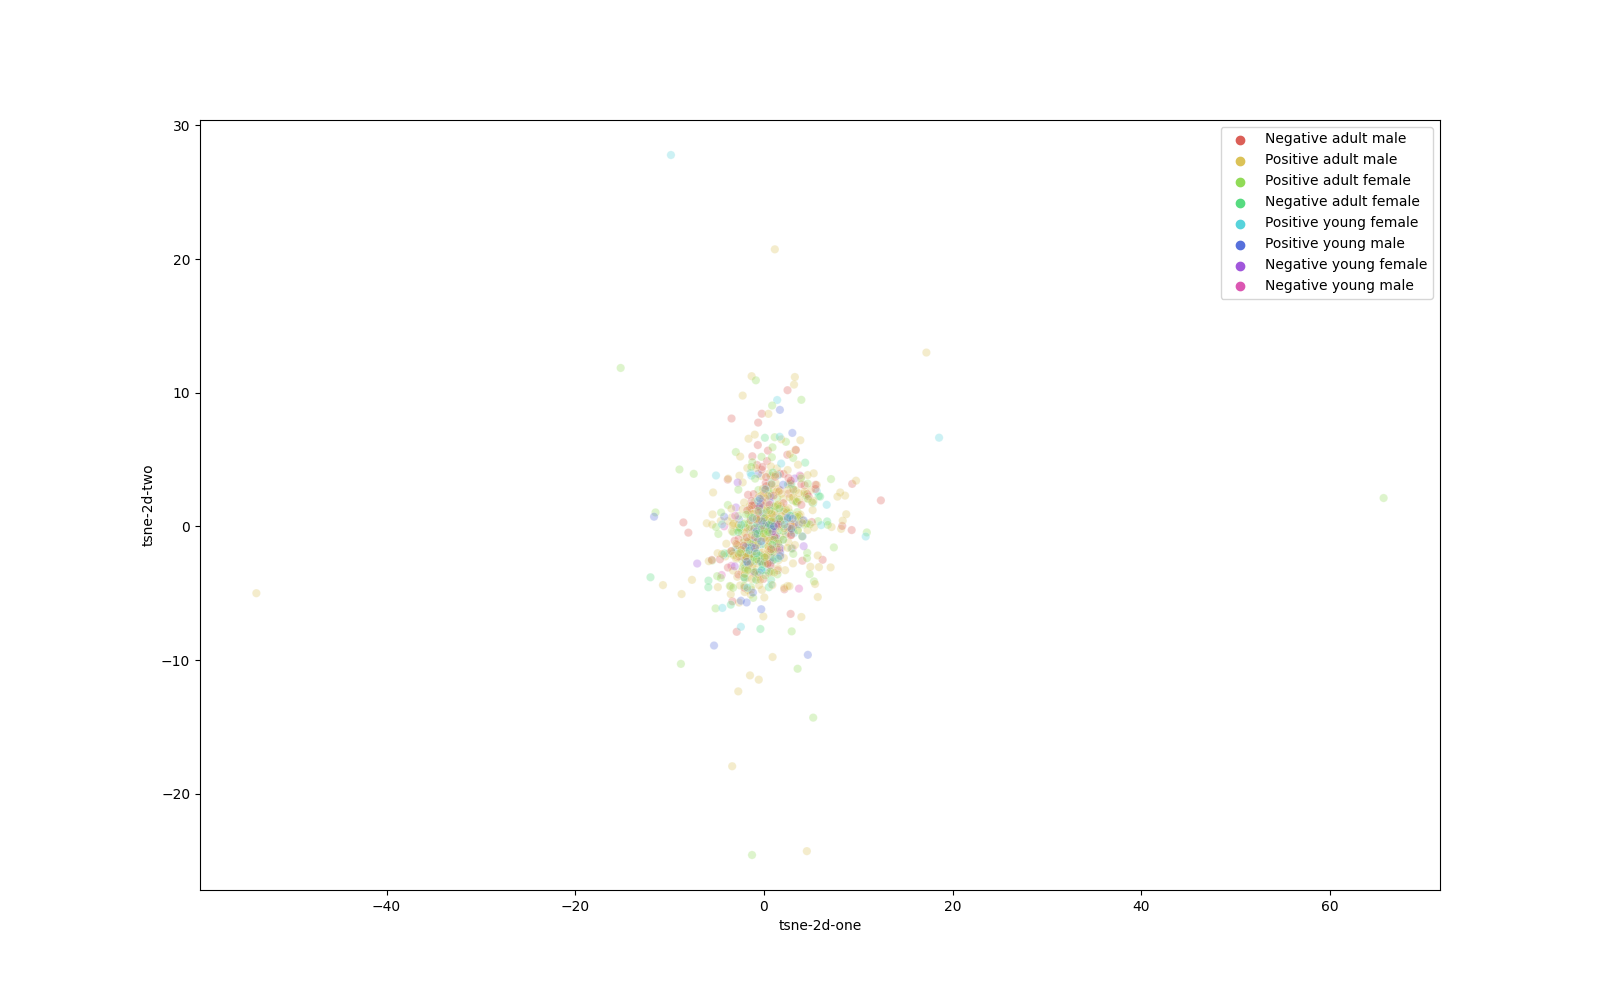 30
20
10
0
−10
−20
−40
−20
0
20
40
60
tsne-2d-one
tsne-2d-two
Negative adult male
Positive adult male
Positive adult female
Negative adult female
Positive young female
Positive young male
Negative young female
Negative young male